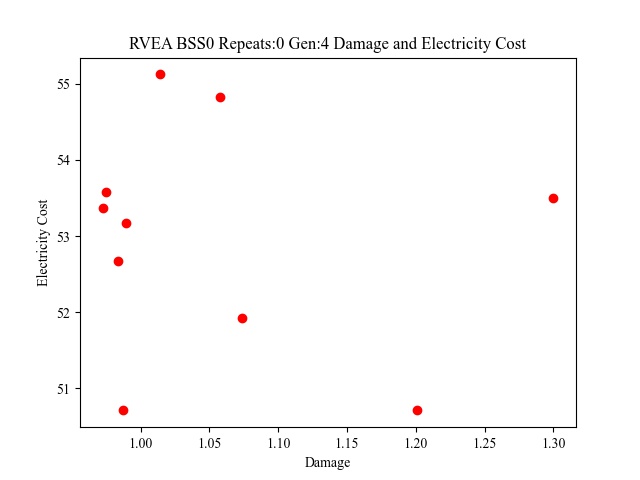 RVEA BSS0 Repeats:0 Gen:4 Damage and Electricity Cost
55
54
53
52
51
Electricity Cost
1.00 1.05 1.10 1.15 1.20 1.25 1.30
Damage